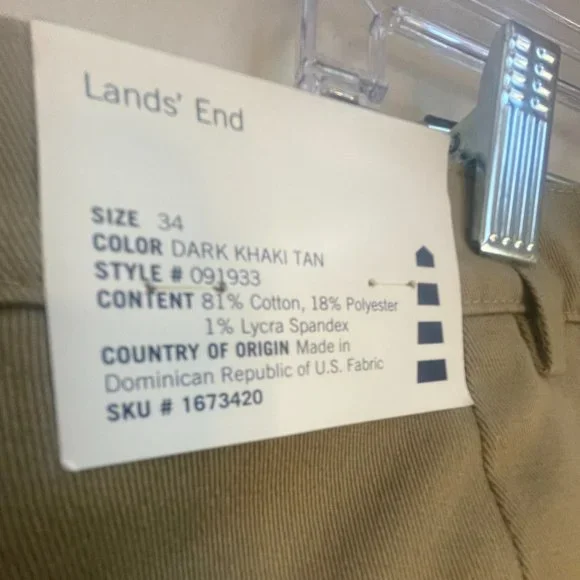 Lands' End
SIZE 34
COLOR DARK KHAKI TAN
STYLE # 091933
CONTENT 81% Cotton, 18% Polyester
1% Lycra Spandex
COUNTRY OF ORIGIN Made in
Dominican Republic of U.S. Fabric
SKU # 1673420